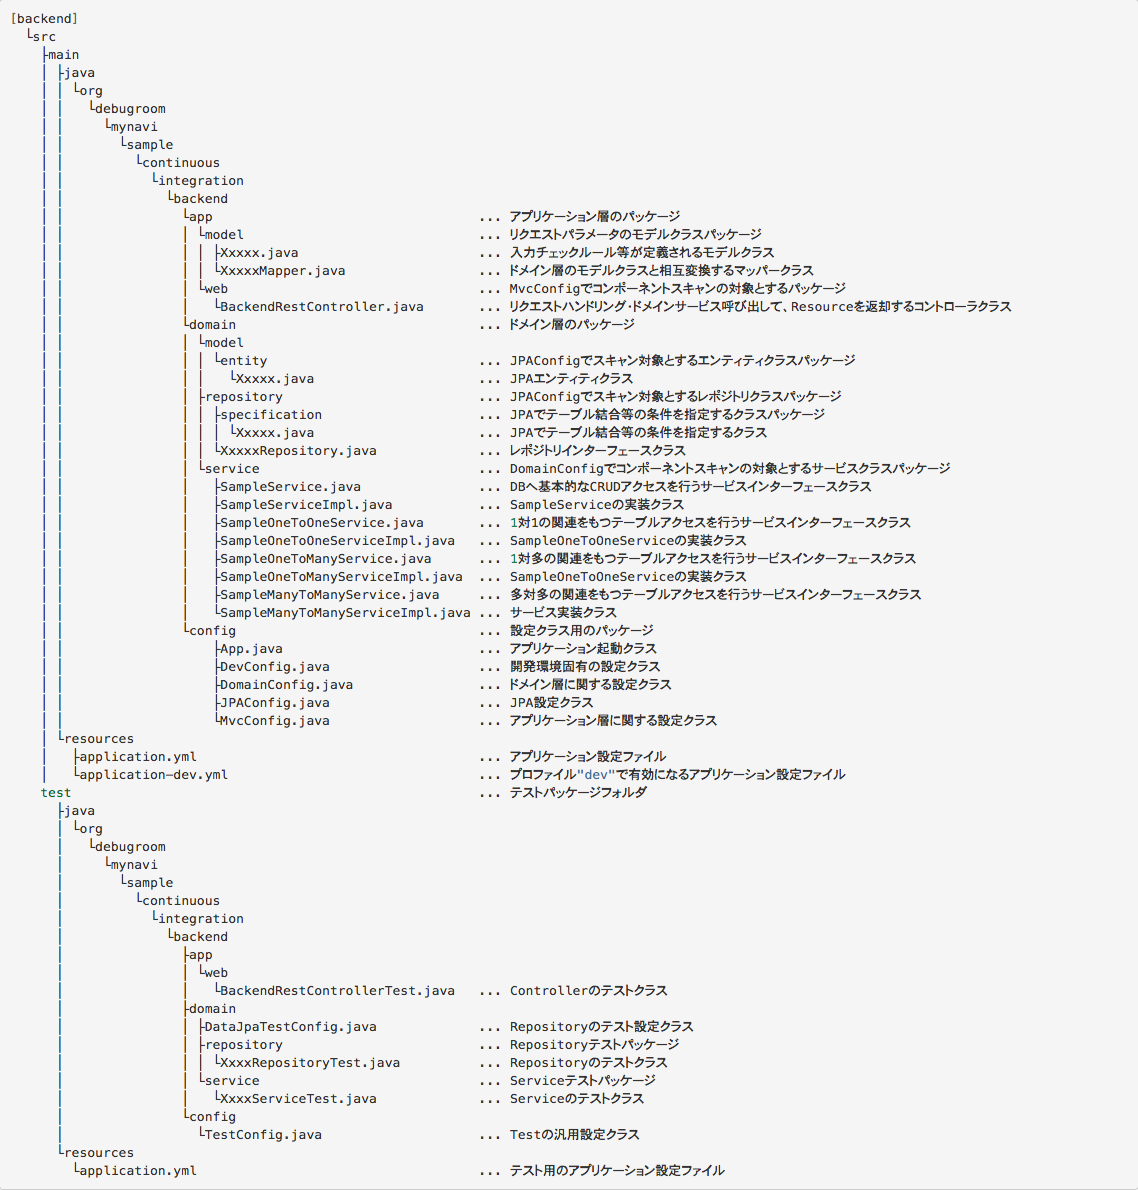 [backend]
└src
├main
│ ├java
│ │ └org
│ │ └debugroom
│ │ └mynavi
│ │ └sample
│ │ └continuous
│ │ └integration
│ │ └backend
│ │ └app ... アプリケーション層のパッケージ
│ │ │ └model ... リクエストパラメータのモデルクラスパッケージ
│ │ │ │ ├Xxxxx.java ... 入力チェックルール等が定義されるモデルクラス
│ │ │ │ └XxxxxMapper.java ... ドメイン層のモデルクラスと相互変換するマッパークラス
│ │ │ └web ... MvcConfigでコンポーネントスキャンの対象とするパッケージ
│ │ │ └BackendRestController.java ... リクエストハンドリング・ドメインサービス呼び出して、Resourceを返却するコントローラクラス
│ │ └domain ... ドメイン層のパッケージ
│ │ │ └model
│ │ │ │ └entity ... JPAConfigでスキャン対象とするエンティティクラスパッケージ
│ │ │ │ └Xxxxx.java ... JPAエンティティクラス
│ │ │ ├repository ... JPAConfigでスキャン対象とするレポジトリクラスパッケージ
│ │ │ │ ├specification ... JPAでテーブル結合等の条件を指定するクラスパッケージ
│ │ │ │ │ └Xxxxx.java ... JPAでテーブル結合等の条件を指定するクラス
│ │ │ │ └XxxxxRepository.java ... レポジトリインターフェースクラス
│ │ │ └service ... DomainConfigでコンポーネントスキャンの対象とするサービスクラスパッケージ
│ │ │ ├SampleService.java ... DBへ基本的なCRUDアクセスを行うサービスインターフェースクラス
│ │ │ ├SampleServiceImpl.java ... SampleServiceの実装クラス
│ │ │ ├SampleOneToOneService.java ... 1対1の関連をもつテーブルアクセスを行うサービスインターフェースクラス
│ │ │ ├SampleOneToOneServiceImpl.java ... SampleOneToOneServiceの実装クラス
│ │ │ ├SampleOneToManyService.java ... 1対多の関連をもつテーブルアクセスを行うサービスインターフェースクラス
│ │ │ ├SampleOneToManyServiceImpl.java ... SampleOneToOneServiceの実装クラス
│ │ │ ├SampleManyToManyService.java ... 多対多の関連をもつテーブルアクセスを行うサービスインターフェースクラス
│ │ │ └SampleManyToManyServiceImpl.java ... サービス実装クラス
│ │ └config ... 設定クラス用のパッケージ
│ │ ├App.java ... アプリケーション起動クラス
│ │ ├DevConfig.java ... 開発環境固有の設定クラス
│ │ ├DomainConfig.java ... ドメイン層に関する設定クラス
│ │ ├JPAConfig.java ... JPA設定クラス
│ │ └MvcConfig.java ... アプリケーション層に関する設定クラス
│ └resources
│ ├application.yml ... アプリケーション設定ファイル
│ └application-dev.yml ... プロファイル"dev"で有効になるアプリケーション設定ファイル
test ... テストパッケージフォルダ
├java
│ └org
│ └debugroom
│ └mynavi
│ └sample
│ └continuous
│ └integration
│ └backend
│ ├app
│ │ └web
│ │ └BackendRestControllerTest.java ... Controllerのテストクラス
│ ├domain
│ │ ├DataJpaTestConfig.java ... Repositoryのテスト設定クラス
│ │ ├repository ... Repositoryテストパッケージ
│ │ │ └XxxxRepositoryTest.java ... Repositoryのテストクラス
│ │ └service ... Serviceテストパッケージ
│ │ └XxxxServiceTest.java ... Serviceのテストクラス
│ └config
│ └TestConfig.java ... Testの汎用設定クラス
└resources
└application.yml ... テスト用のアプリケーション設定ファイル